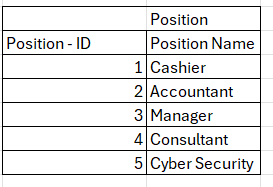 Position
Position - ID Position Name
1 Cashier
2 Accountant
3 Manager
4 Consultant
5 Cyber Security